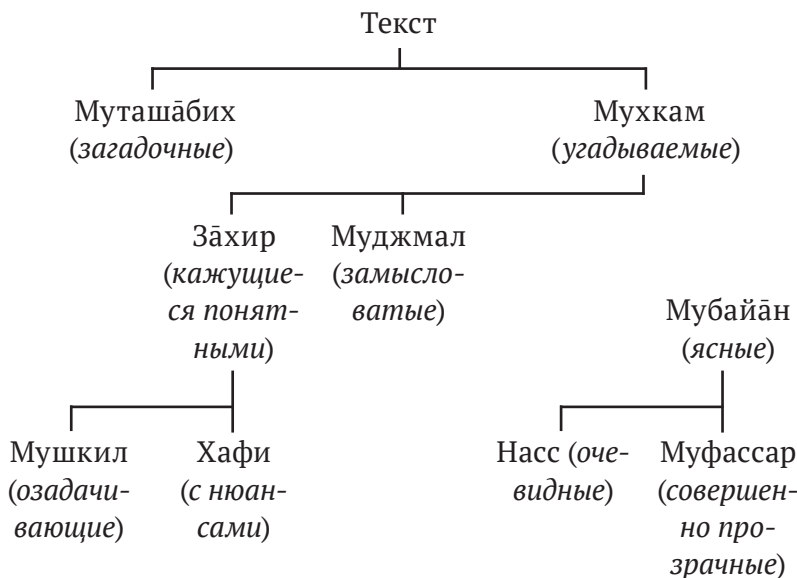 Текст
Муташа̄бих
(загадочные)
Мухкам
(угадываемые)
За̄хир
(кажущие-
ся понят-
ными)
Муджмал
(замысло-
ватые)
Мубайа̄н
(ясные)
Мушкил
(озадачи-
вающие)
Хафи
(с нюан-
сами)
Насс (оче-
видные)
Муфассар
(совершен-
но про-
зрачные)